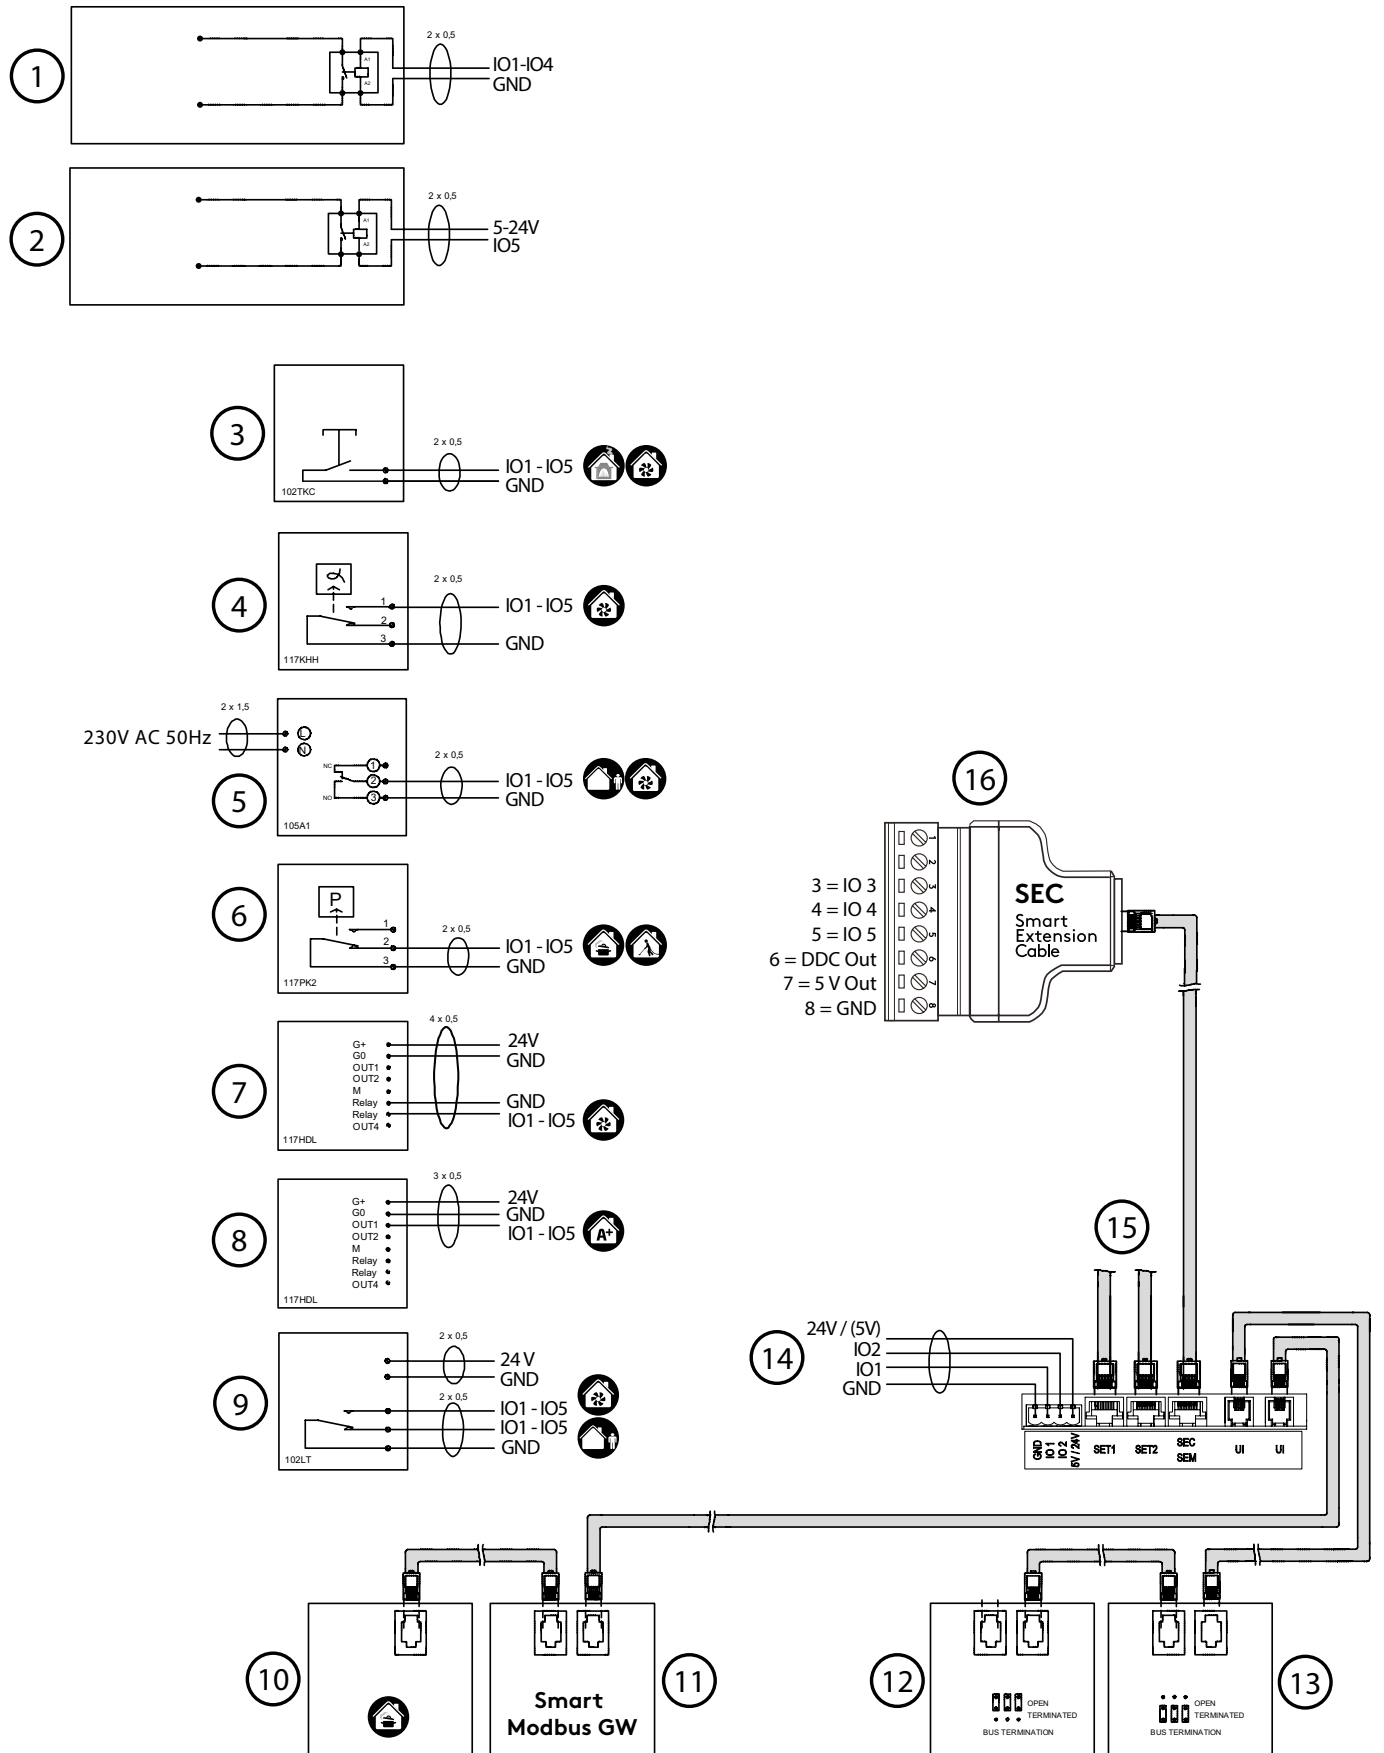 1
A1
A2
2 x 0,5
IO1-IO4
GND
2
A1
A2
2 x 0,5
5-24V
IO5
3
102TKC
2 x 0,5
IO1 - IO5
GND
4
1
2
3
117KHH
2 x 0,5
IO1 - IO5
GND
2 x 1,5
230V AC 50Hz
L
N
5
NC
NO
1
2
3
105A1
2 x 0,5
IO1 - IO5
GND
6
P
1
2
3
117PK2
2 x 0,5
IO1 - IO5
GND
7
G+
G0
OUT1
OUT2
M
Relay
Relay
OUT4
117HDL
4 x 0,5
24V
GND
GND
IO1 - IO5
8
G+
G0
OUT1
OUT2
M
Relay
Relay
OUT4
117HDL
3 x 0,5
24V
GND
IO1 - IO5
A+
9
102LT
2 x 0,5
24 V
GND
2 x 0,5
IO1 - IO5
IO1 - IO5
GND
16
1
2
3
4
5
6
7
8
3 = IO 3
4 = IO 4
5 = IO 5
6 = DDC Out
7 = 5 V Out
8 = GND
SEC
Smart
Extension
Cable
15
14
24V / (5V)
IO2
IO1
GND
GND
IO 1
IO 2
5V / 24V
SET1
SET2
SEC
SEM
UI
UI
10
Smart
Modbus GW
11
12
OPEN
TERMINATED
BUS TERMINATION
OPEN
TERMINATED
BUS TERMINATION
13